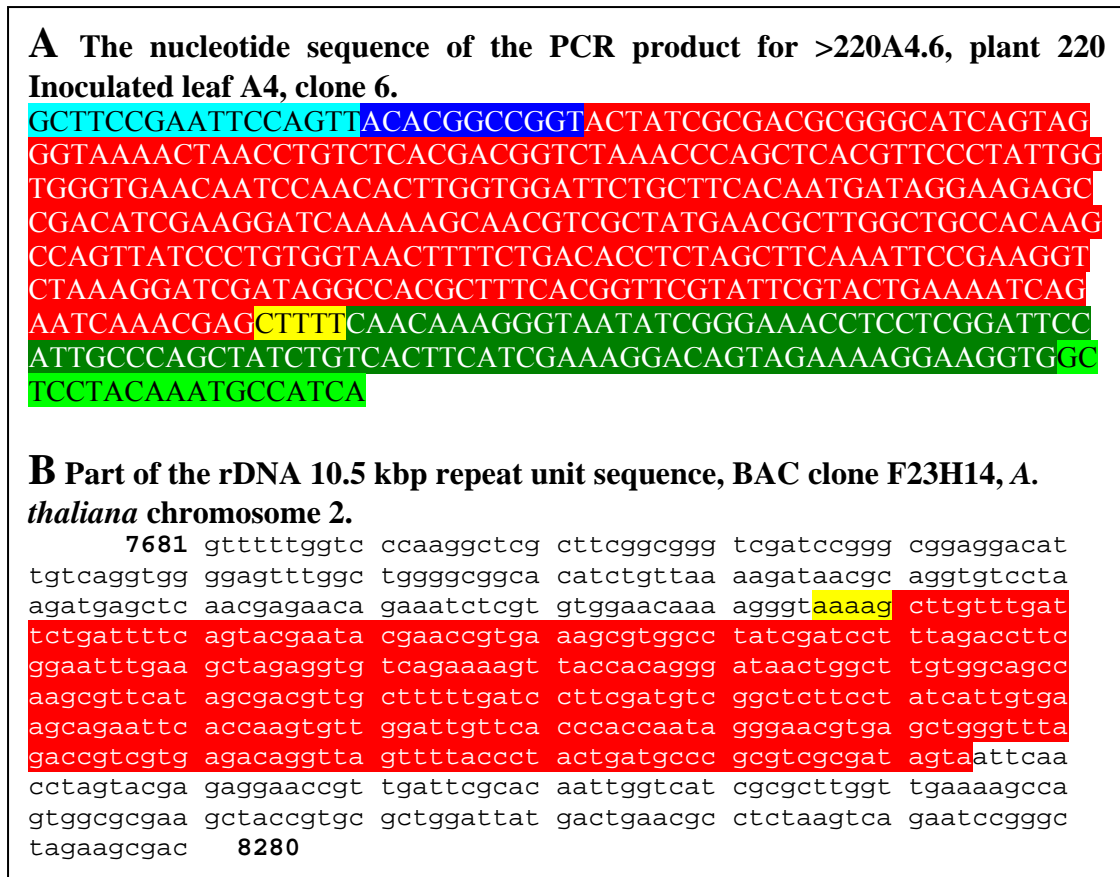 A The nucleotide sequence of the PCR product for >220A4.6, plant 220
Inoculated leaf A4, clone 6.
GCTTCCGAATTCCAGTTACACGGCCGGTACTATCGCGACGCGGGCATCAGTAG
GGTAAAACTAACCTGTCTCACGACGGTCTAAACCCAGCTCACGTTCCCTATTGG
TGGGTGAACAATCCAACACTTGGTGGATTCTGCTTCACAATGATAGGAAGAGC
CGACATCGAAGGATCAAAAAGCAACGTCGCTATGAACGCTTGGCTGCCACAAG
CCAGTTATCCCTGTGGTAACTTTTCTGACACCTCTAGCTTCAAATTCCGAAGGT
CTAAAGGATCGATAGGCCACGCTTTCACGGTTCGTATTCGTACTGAAAATCAG
AATCAAACGAGCTTTTCAACAAAGGGTAATATCGGGAAACCTCCTCGGATTCC
ATTGCCCAGCTATCTGTCACTTCATCGAAAGGACAGTAGAAAAGGAAGGTGGC
TCCTACAAATGCCATCA
B Part of the rDNA 10.5 kbp repeat unit sequence, BAC clone F23H14, A.
thaliana chromosome 2.
7681 gtttttggtc ccaaggctcg cttcggcggg tcgatccggg cggaggacat
tgtcaggtgg ggagtttggc tggggcggca catctgttaa aagataacgc aggtgtccta
agatgagctc aacgagaaca gaaatctcgt gtggaacaaa agggtaaaag cttgtttgat
tctgattttc agtacgaata cgaaccgtga aagcgtggcc tatcgatcct ttagaccttc
ggaatttgaa gctagaggtg tcagaaaagt taccacaggg ataactggct tgtggcagcc
aagcgttcat agcgacgttg ctttttgatc cttcgatgtc ggctcttcct atcattgtga
agcagaattc accaagtgtt ggattgttca cccaccaata gggaacgtga gctgggttta
gaccgtcgtg agacaggtta gttttaccct actgatgccc gcgtcgcgat agtaattcaa
cctagtacga gaggaaccgt tgattcgcac aattggtcat cgcgcttggt tgaaaagcca
gtggcgcgaa gctaccgtgc gctggattat gactgaacgc ctctaagtca gaatccgggc
tagaagcgac 8280